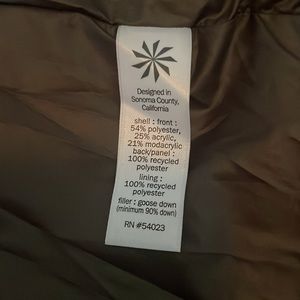 Designed in
Sonoma County,
California
shell : front :
54% polyester,
25% acrylic,
21% modacrylic
back/panel :
100% recycled
polyester
lining :
100% recycled
polyester
filler : goose down
(minimum 90% down)
RN #54023